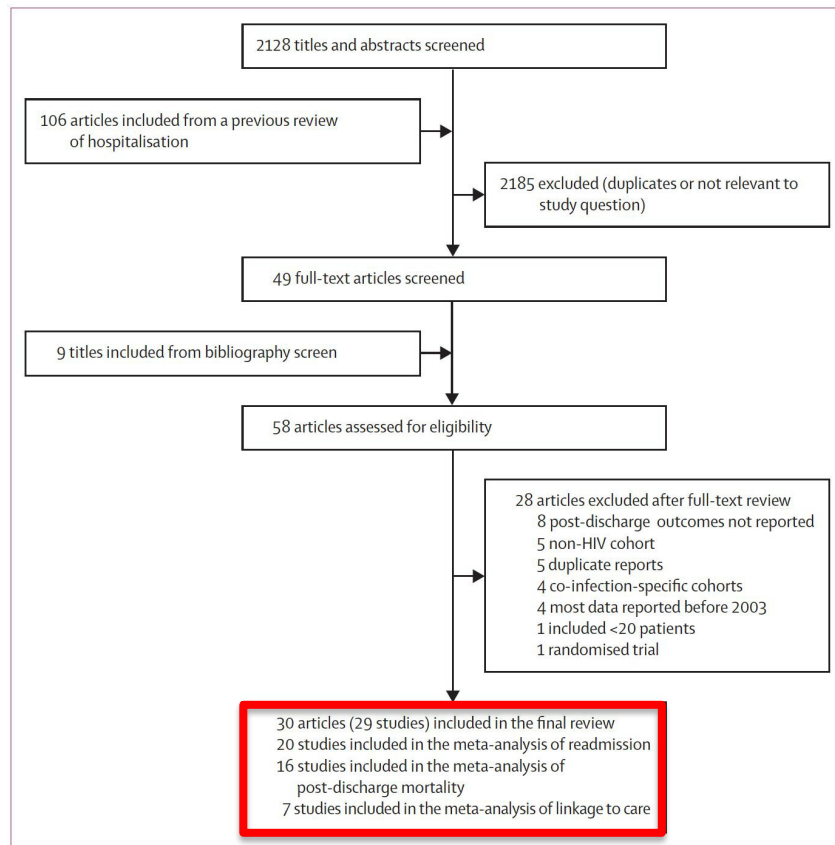 2128 titles and abstracts screened
106 articles included from a previous review
of hospitalisation
2185 excluded (duplicates or not relevant to
study question)
49 full-text articles screened
9 titles included from bibliography screen
58 articles assessed for eligibility
28 articles excluded after full-text review
8 post-discharge outcomes not reported
5 non-HIV cohort
5 duplicate reports
4 co-infection-specific cohorts
4 most data reported before 2003
1 included <20 patients
1 randomised trial
30 articles (29 studies) included in the final review
20 studies included in the meta-analysis of readmission
16 studies included in the meta-analysis of
post-discharge mortality
7 studies included in the meta-analysis of linkage to care